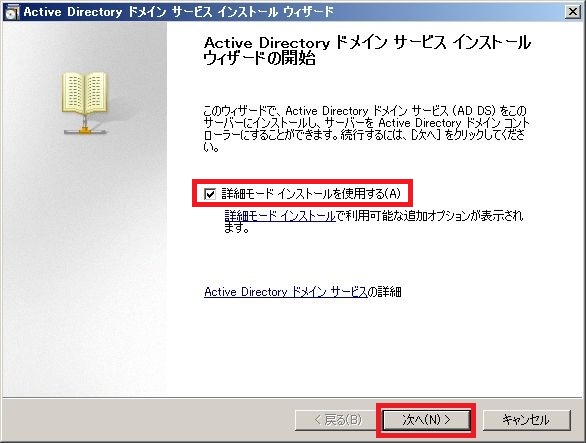 Active Directory ドメイン サービス インストール ウィザード
Active Directory ドメイン サービス インストール
ウィザードの開始
このウィザードで、Active Directory ドメイン サービス (AD DS) をこの
サーバーにインストールし、サーバーを Active Directory ドメイン コント
ローラーにすることができます。続行するには、[次へ] をクリックしてくださ
い。
詳細モード インストールを使用する(A)
詳細モード インストールで利用可能な追加オプションが表示されま
す。
Active Directory ドメイン サービスの詳細
< 戻る(B)
次へ(N) >
キャンセル